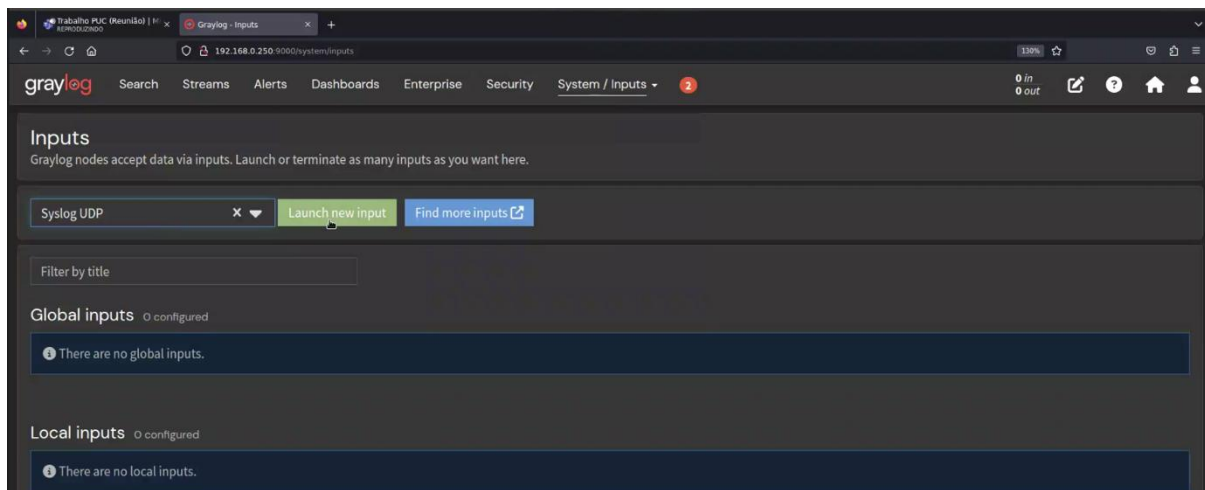 Trabalho PUC (Reunião) | M
REPRODUZINDO
Graylog - Inputs
192.168.0.250:9000/system/inputs
130%
graylog Search Streams Alerts Dashboards Enterprise Security System / Inputs 2
0 in
0 out
Inputs
Graylog nodes accept data via inputs. Launch or terminate as many inputs as you want here.
Syslog UDP
Launch new input
Find more inputs
Filter by title
Global inputs 0 configured
There are no global inputs.
Local inputs 0 configured
There are no local inputs.